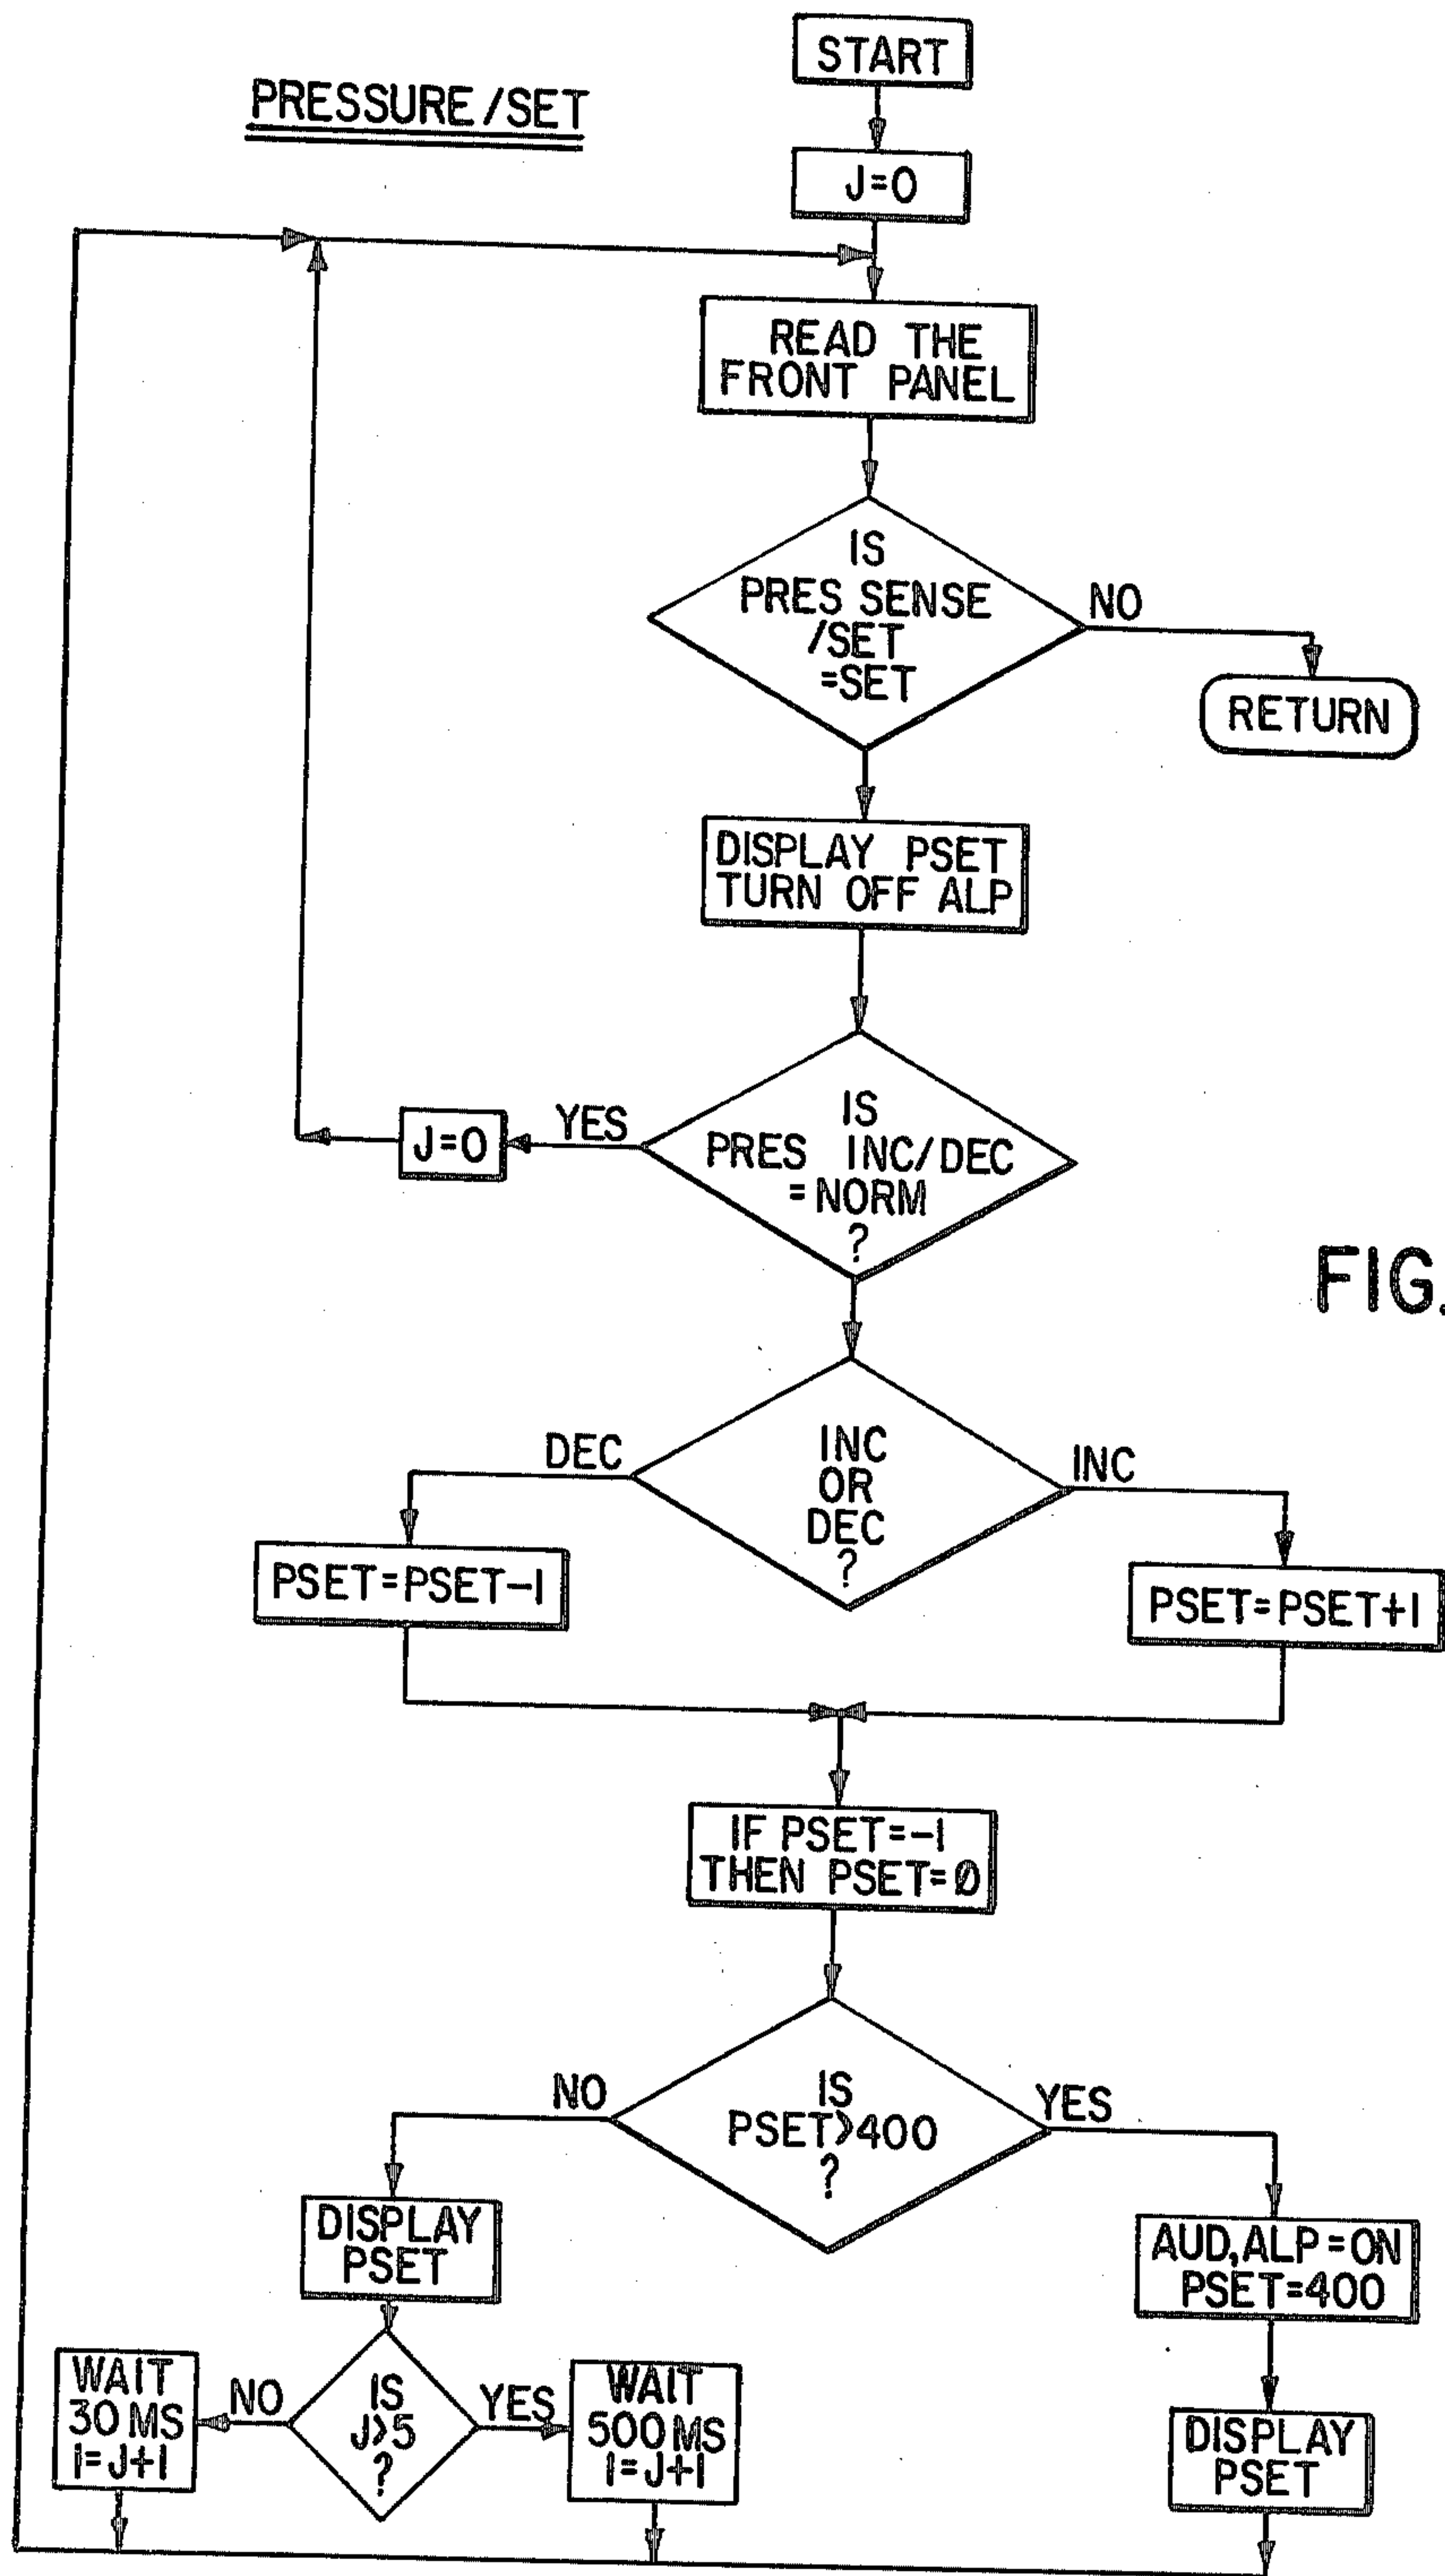 START
PRESSURE/SET
J=0
READ THE
FRONT PANEL
IS
PRES SENSE
/SET
=SET
NO
RETURN
DISPLAY PSET
TURN OFF ALP
IS
PRES INC/DEC
=NORM
?
YES
J=0
FIG.
INC
OR
DEC
?
DEC
INC
PSET=PSET-1
PSET=PSET+1
IF PSET=-1
THEN PSET=Ø
IS
PSET>400
?
NO
YES
DISPLAY
PSET
AUD,ALP=ON
PSET=400
IS
J>5
?
NO
YES
WAIT
30 MS
I=J+1
WAIT
500 MS
I=J+1
DISPLAY
PSET